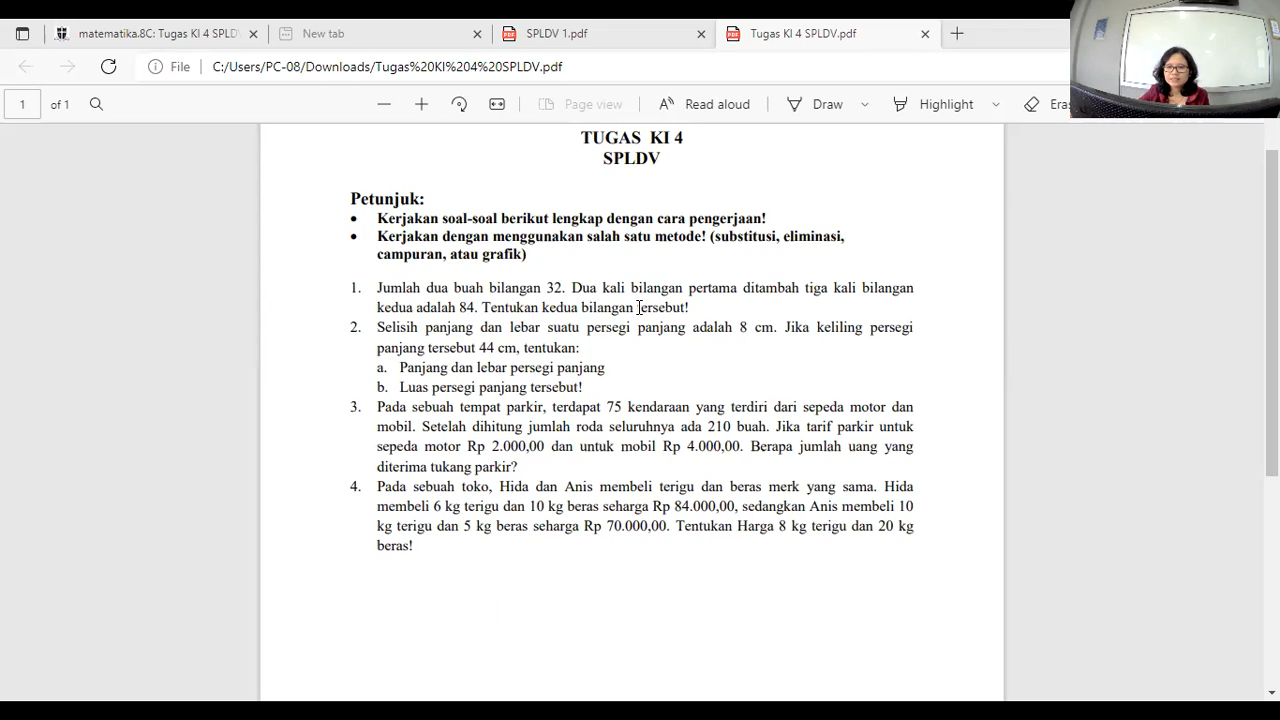 matematika.8C: Tugas KI 4 SPLDV
New tab
SPLDV 1.pdf
Tugas KI 4 SPLDV.pdf
File C:/Users/PC-08/Downloads/Tugas%20KI%204%20SPLDV.pdf
1 of 1
Page view
Read aloud
Draw
Highlight
Eras
TUGAS KI 4
SPLDV
Petunjuk:
• Kerjakan soal-soal berikut lengkap dengan cara pengerjaan!
• Kerjakan dengan menggunakan salah satu metode! (substitusi, eliminasi,
campuran, atau grafik)
1. Jumlah dua buah bilangan 32. Dua kali bilangan pertama ditambah tiga kali bilangan
kedua adalah 84. Tentukan kedua bilangan tersebut!
2. Selisih panjang dan lebar suatu persegi panjang adalah 8 cm. Jika keliling persegi
panjang tersebut 44 cm, tentukan:
a. Panjang dan lebar persegi panjang
b. Luas persegi panjang tersebut!
3. Pada sebuah tempat parkir, terdapat 75 kendaraan yang terdiri dari sepeda motor dan
mobil. Setelah dihitung jumlah roda seluruhnya ada 210 buah. Jika tarif parkir untuk
sepeda motor Rp 2.000,00 dan untuk mobil Rp 4.000,00. Berapa jumlah uang yang
diterima tukang parkir?
4. Pada sebuah toko, Hida dan Anis membeli terigu dan beras merk yang sama. Hida
membeli 6 kg terigu dan 10 kg beras seharga Rp 84.000,00, sedangkan Anis membeli 10
kg terigu dan 5 kg beras seharga Rp 70.000,00. Tentukan Harga 8 kg terigu dan 20 kg
beras!